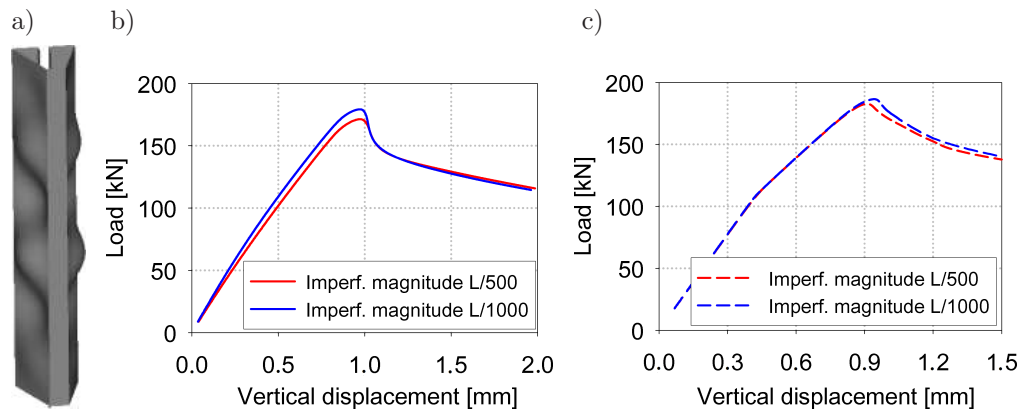 a)
b)
c)
200
150
100
50
0
Load [kN]
Imperf. magnitude L/500
Imperf. magnitude L/1000
0.0 0.5 1.0 1.5 2.0
Vertical displacement [mm]
200
150
100
50
0
Load [kN]
Imperf. magnitude L/500
Imperf. magnitude L/1000
0.0 0.3 0.6 0.9 1.2 1.5
Vertical displacement [mm]